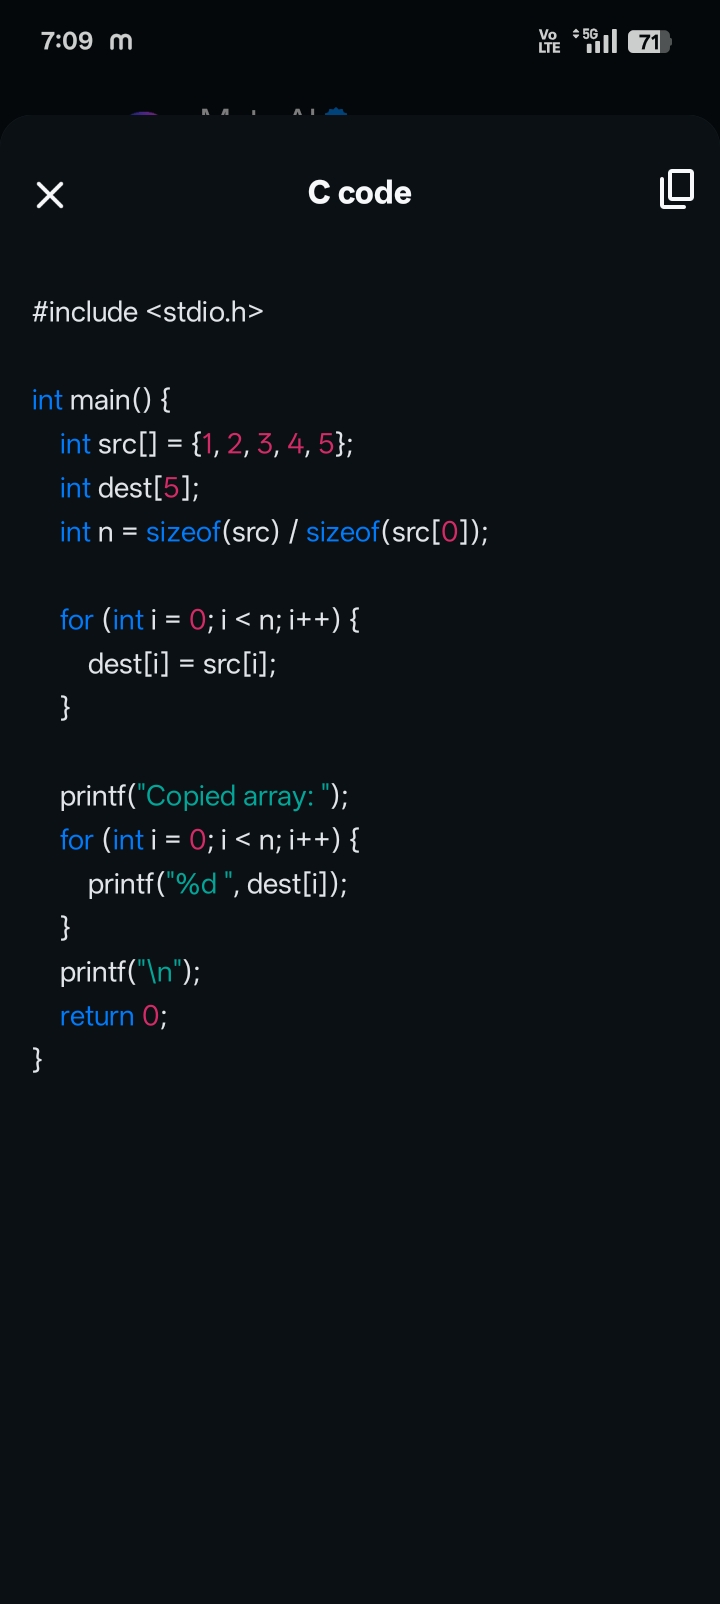 7:09 m Vo LTE 5G 71
C code
#include <stdio.h>
int main() {
    int src[] = {1, 2, 3, 4, 5};
    int dest[5];
    int n = sizeof(src) / sizeof(src[0]);
    for (int i = 0; i < n; i++) {
        dest[i] = src[i];
    }
    printf("Copied array: ");
    for (int i = 0; i < n; i++) {
        printf("%d ", dest[i]);
    }
    printf("\n");
    return 0;
}